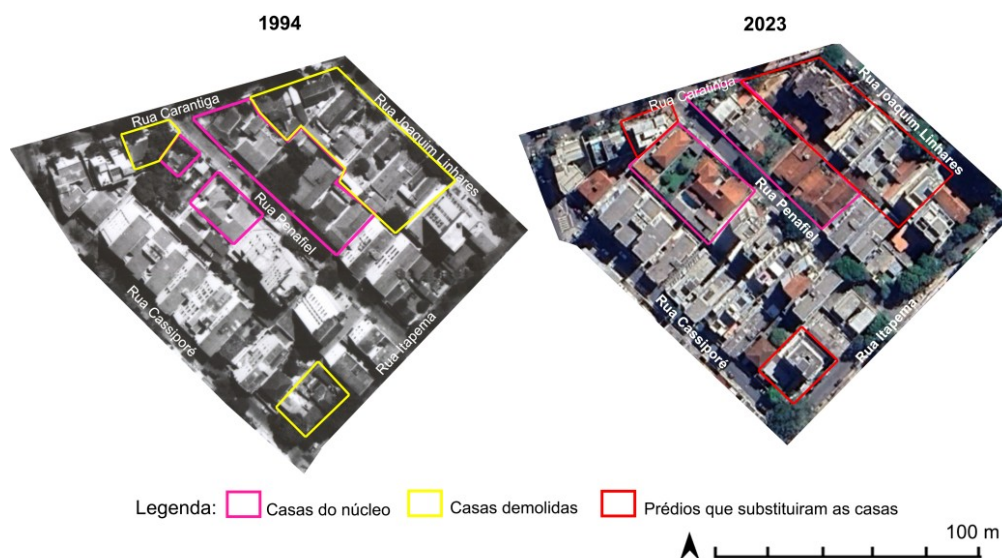 1994
2023
Rua Carantiga
Rua Joaquim Linhares
Rua Penafiel
Rua Cassiporé
Rua Itapema
Rua Caratinga
Rua Joaquim Linhares
Rua Penafiel
Rua Cassiporé
Rua Itapema
Legenda:
Casas do núcleo
Casas demolidas
Prédios que substituiram as casas
100 m